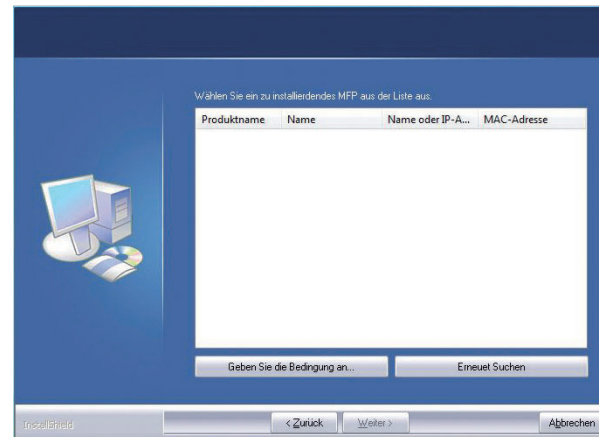 Wählen Sie ein zu installierdendes MFP aus der Liste aus.
Produktname Name Name oder IP-A... MAC-Adresse
Geben Sie die Bedingung an... Erneuet Suchen
InstallShield < Zurück Weiter > Abbrechen